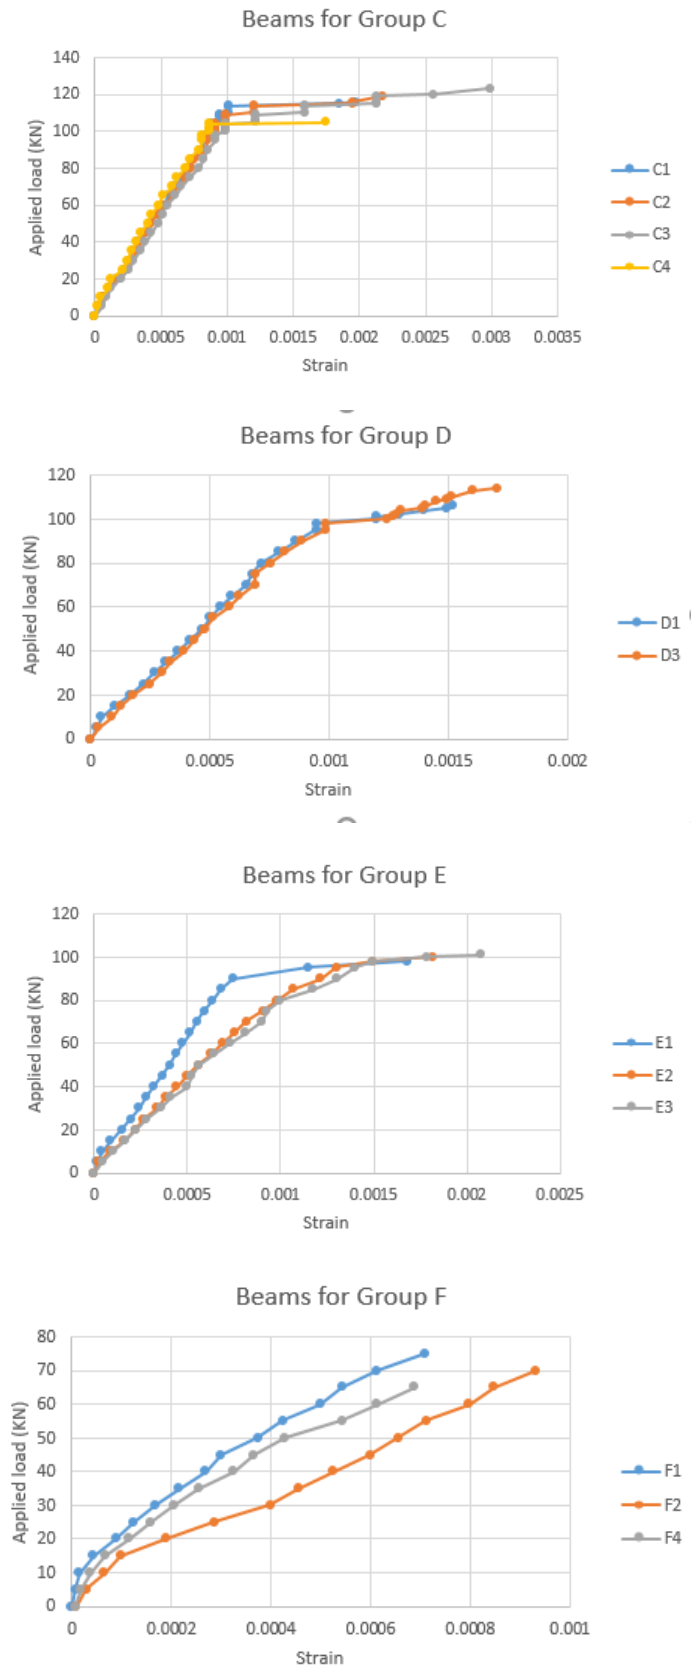 Beams for Group C
140
120
100
80
60
40
20
0
Applied load (KN)
0 0.0005 0.001 0.0015 0.002 0.0025 0.003 0.0035
Strain
C1
C2
C3
C4
Beams for Group D
120
100
80
60
40
20
0
Applied load (KN)
0 0.0005 0.001 0.0015 0.002
Strain
D1
D3
Beams for Group E
120
100
80
60
40
20
0
Applied load (KN)
0 0.0005 0.001 0.0015 0.002 0.0025
Strain
E1
E2
E3
Beams for Group F
80
70
60
50
40
30
20
10
0
Applied load (KN)
0 0.0002 0.0004 0.0006 0.0008 0.001
Strain
F1
F2
F4